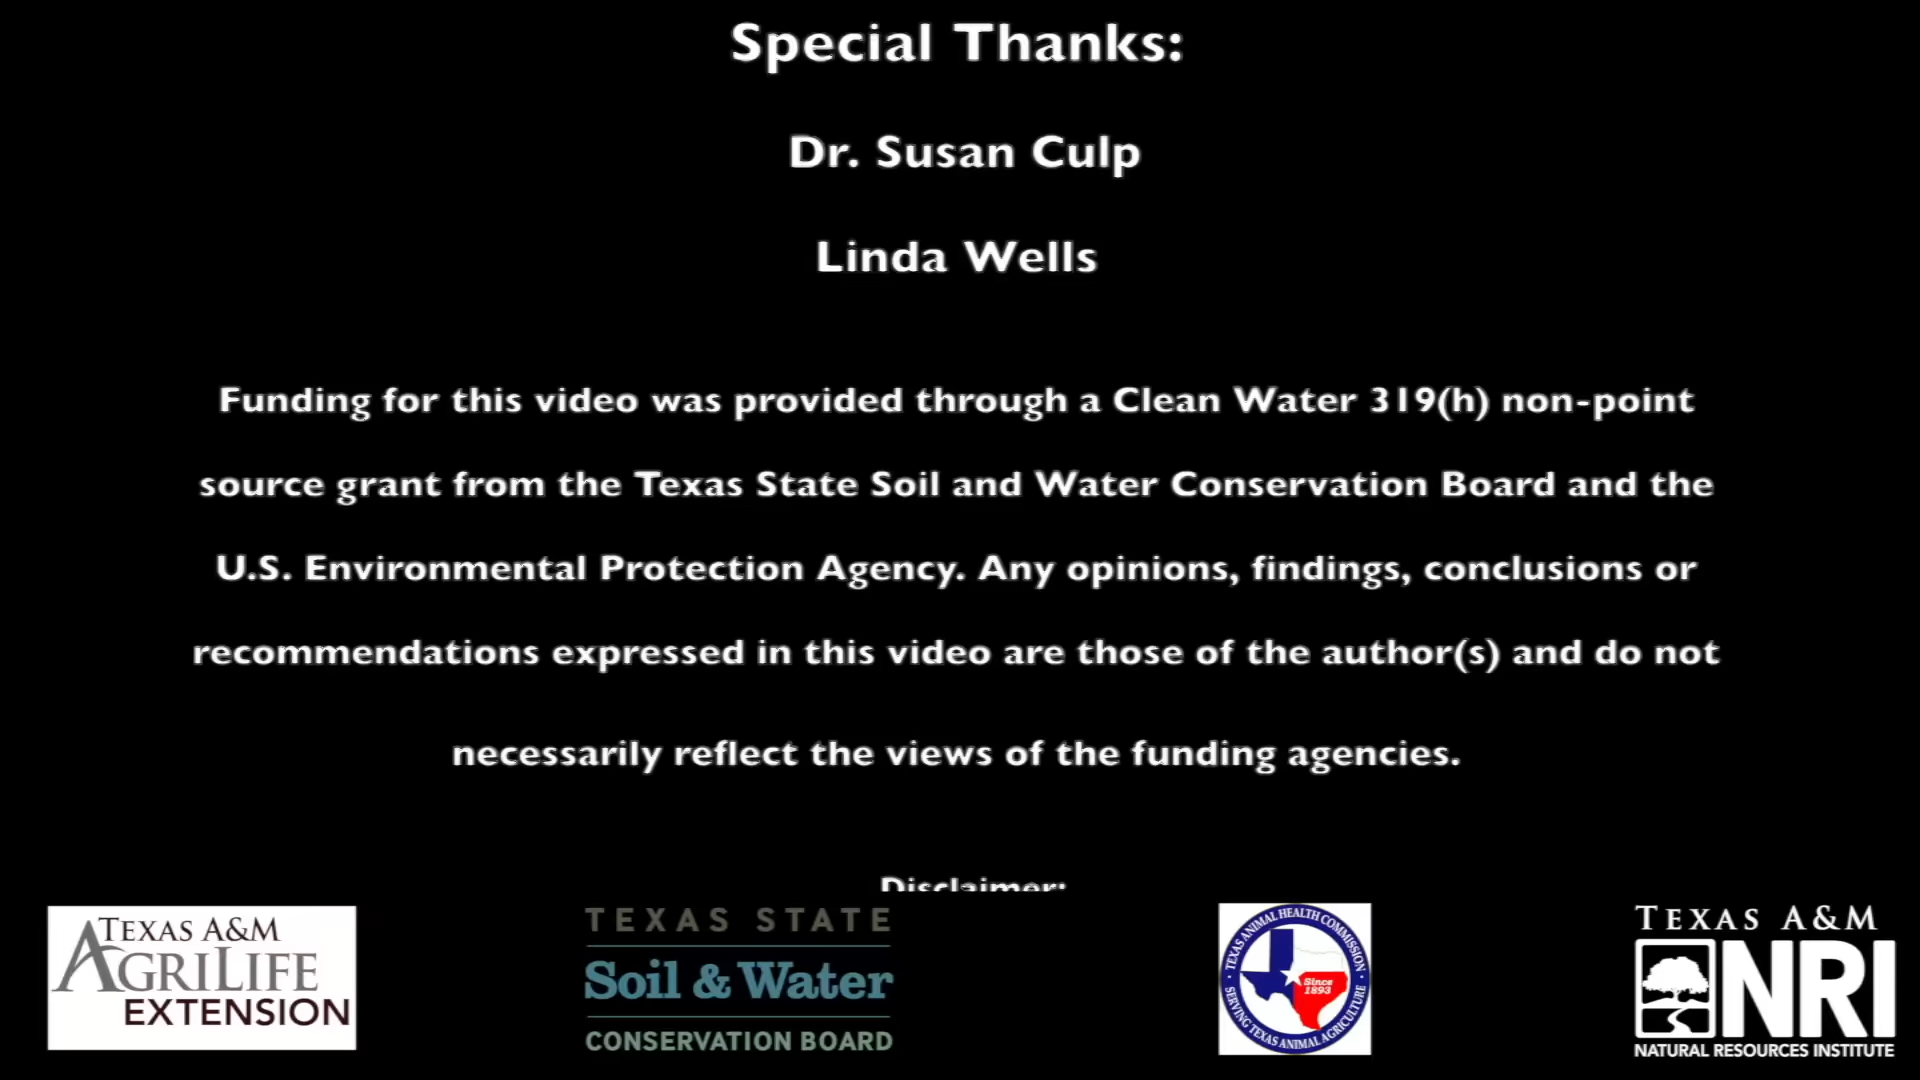 Special Thanks:
Dr. Susan Culp
Linda Wells
Funding for this video was provided through a Clean Water 319(h) non-point
source grant from the Texas State Soil and Water Conservation Board and the
U.S. Environmental Protection Agency. Any opinions, findings, conclusions or
recommendations expressed in this video are those of the author(s) and do not
necessarily reflect the views of the funding agencies.
Disclaimer:
TEXAS A&M
AGRILIFE
EXTENSION
TEXAS STATE
Soil & Water
CONSERVATION BOARD
TEXAS ANIMAL HEALTH COMMISSION
Since
1893
SERVING TEXAS ANIMAL AGRICULTURE
TEXAS A&M
NRI
NATURAL RESOURCES INSTITUTE